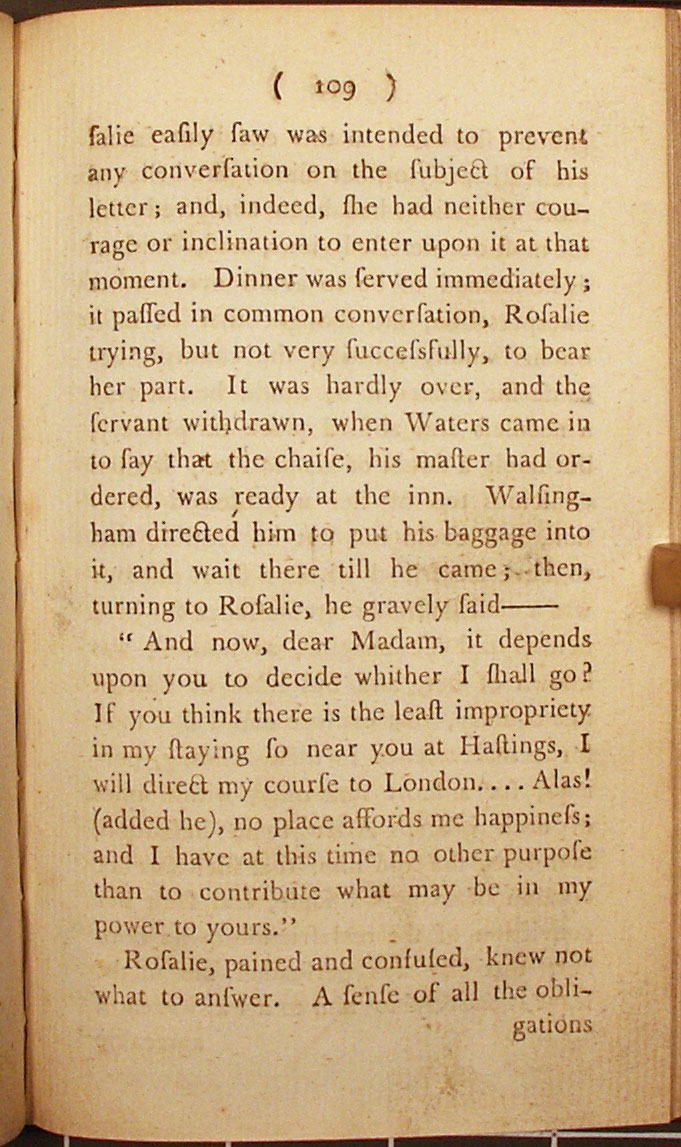 ( 109 )
ſalie eaſily ſaw was intended to prevent
any converſation on the ſubject of his
letter; and, indeed, ſhe had neither cou-
rage or inclination to enter upon it at that
moment. Dinner was ſerved immediately;
it paſſed in common converſation, Roſalie
trying, but not very ſucceſsfully, to bear
her part. It was hardly over, and the
ſervant withdrawn, when Waters came in
to ſay that the chaiſe, his maſter had or-
dered, was ready at the inn. Walſing-
ham directed him to put his baggage into
it, and wait there till he came; then,
turning to Roſalie, he gravely ſaid——
“ And now, dear Madam, it depends
upon you to decide whither I ſhall go?
If you think there is the leaſt impropriety
in my ſtaying ſo near you at Haſtings, I
will direct my courſe to London.... Alas!
(added he), no place affords me happineſs;
and I have at this time no other purpoſe
than to contribute what may be in my
power to yours.”
Roſalie, pained and confuſed, knew not
what to anſwer. A ſenſe of all the obli-
gations